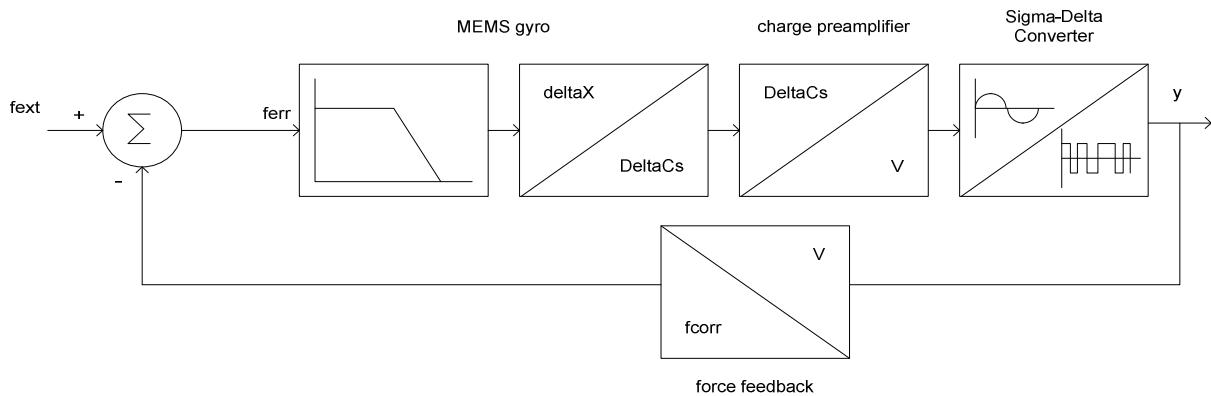 MEMS gyro
charge preamplifier
Sigma-Delta
Converter
fext
+
Σ
-
ferr
deltaX
DeltaCs
DeltaCs
V
y
V
fcorr
force feedback